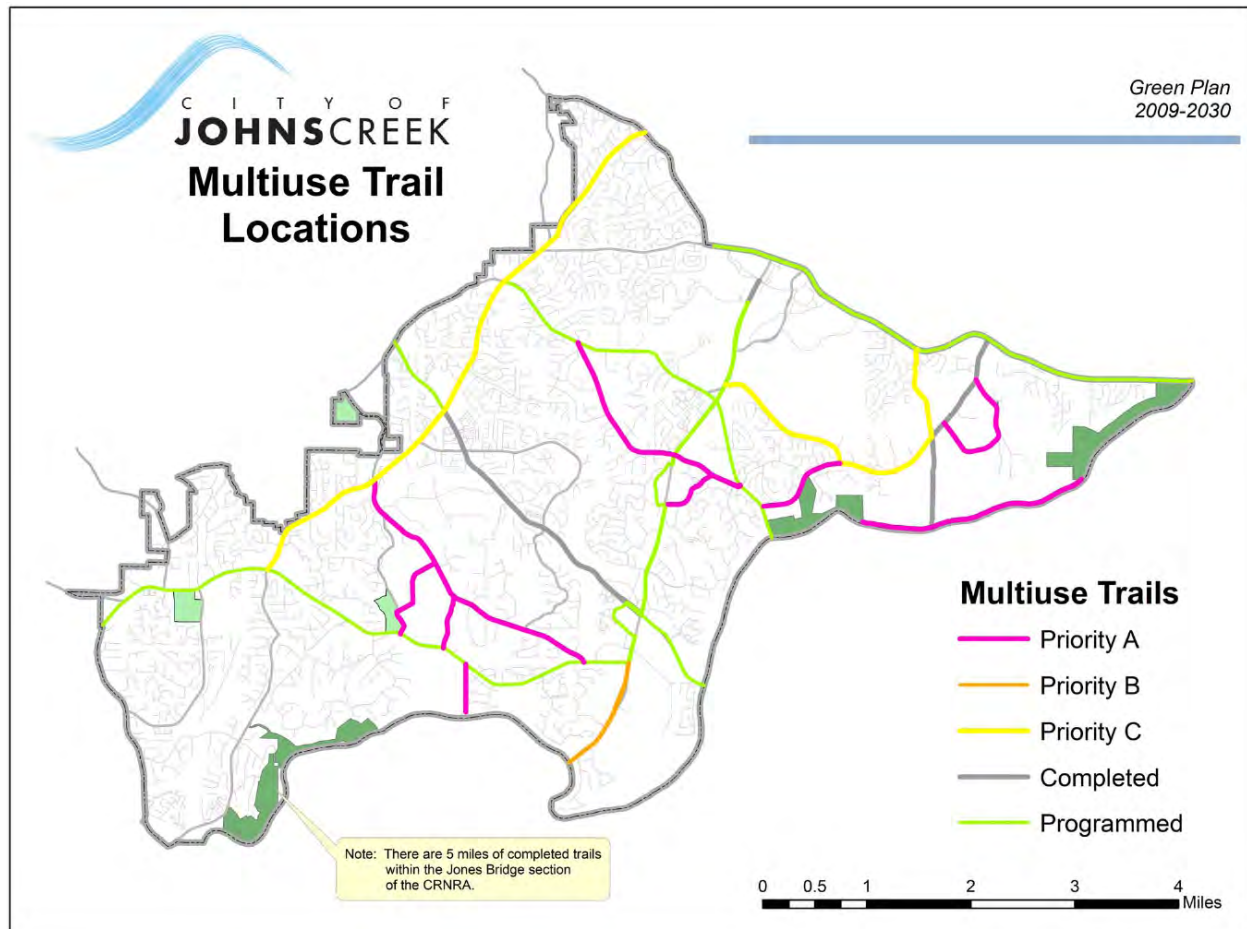 CITY OF
JOHNSCREEK
Multiuse Trail
Locations
Green Plan
2009-2030
Multiuse Trails
Priority A
Priority B
Priority C
Completed
Programmed
Note: There are 5 miles of completed trails
within the Jones Bridge section
of the CRNRA.
0 0.5 1 2 3 4
Miles